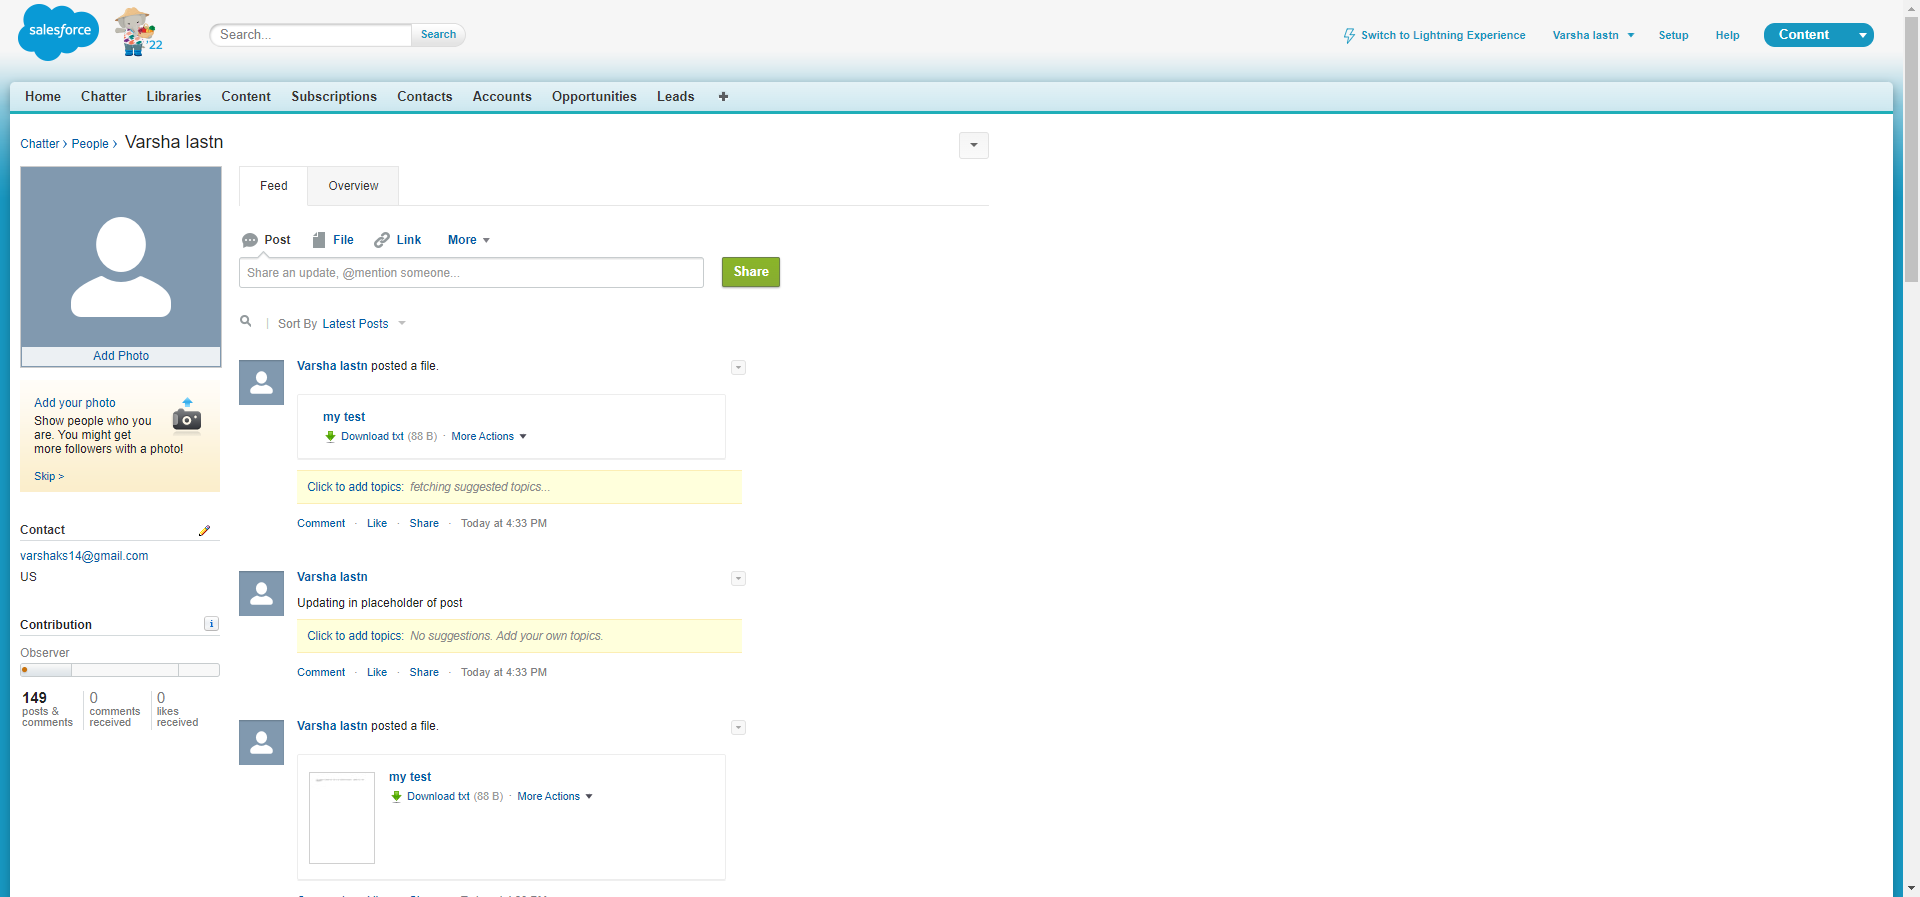 salesforce
'22
Search...
Search
Switch to Lightning Experience
Varsha lastn
Setup
Help
Content
Home
Chatter
Libraries
Content
Subscriptions
Contacts
Accounts
Opportunities
Leads
Chatter › People › Varsha lastn
Add Photo
Add your photo
Show people who you
are. You might get
more followers with a photo!
Skip >
Contact
varshaks14@gmail.com
US
Contribution
i
Observer
149
posts &
comments
0
comments
received
0
likes
received
Feed
Overview
Post
File
Link
More
Share an update, @mention someone...
Share
Sort By Latest Posts
Varsha lastn posted a file.
my test
Download txt (88 B) · More Actions
Click to add topics: fetching suggested topics...
Comment · Like · Share · Today at 4:33 PM
Varsha lastn
Updating in placeholder of post
Click to add topics: No suggestions. Add your own topics.
Comment · Like · Share · Today at 4:33 PM
Varsha lastn posted a file.
my test
Download txt (88 B) · More Actions